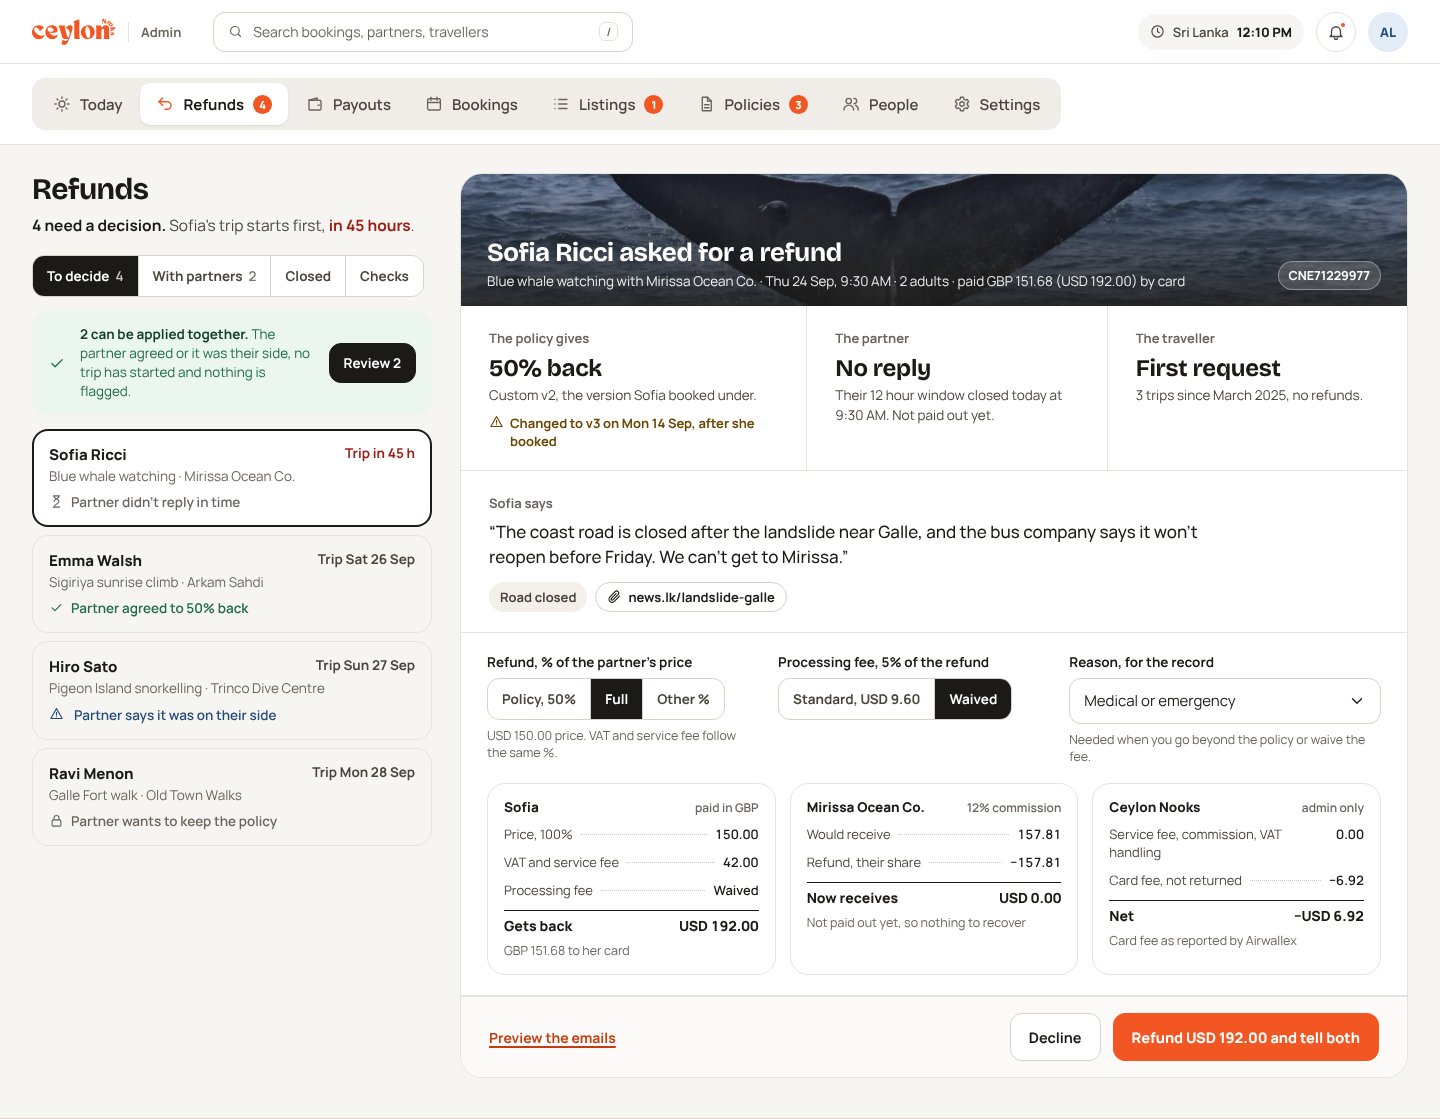 ceylon
Admin
Search bookings, partners, travellers
/
Sri Lanka 12:10 PM
AL
Today
Refunds 4
Payouts
Bookings
Listings 1
Policies 3
People
Settings
Refunds
4 need a decision. Sofia's trip starts first, in 45 hours.
To decide 4
With partners 2
Closed
Checks
2 can be applied together. The
partner agreed or it was their side, no
trip has started and nothing is
flagged.
Review 2
Sofia Ricci
Trip in 45 h
Blue whale watching · Mirissa Ocean Co.
Partner didn't reply in time
Emma Walsh
Trip Sat 26 Sep
Sigiriya sunrise climb · Arkam Sahdi
Partner agreed to 50% back
Hiro Sato
Trip Sun 27 Sep
Pigeon Island snorkelling · Trinco Dive Centre
Partner says it was on their side
Ravi Menon
Trip Mon 28 Sep
Galle Fort walk · Old Town Walks
Partner wants to keep the policy
Sofia Ricci asked for a refund
Blue whale watching with Mirissa Ocean Co. · Thu 24 Sep, 9:30 AM · 2 adults · paid GBP 151.68 (USD 192.00) by card
CNE71229977
The policy gives
50% back
Custom v2, the version Sofia booked under.
Changed to v3 on Mon 14 Sep, after she
booked
The partner
No reply
Their 12 hour window closed today at
9:30 AM. Not paid out yet.
The traveller
First request
3 trips since March 2025, no refunds.
Sofia says
“The coast road is closed after the landslide near Galle, and the bus company says it won't
reopen before Friday. We can't get to Mirissa.”
Road closed
news.lk/landslide-galle
Refund, % of the partner's price
Policy, 50%
Full
Other %
USD 150.00 price. VAT and service fee follow
the same %.
Processing fee, 5% of the refund
Standard, USD 9.60
Waived
Reason, for the record
Medical or emergency
Needed when you go beyond the policy or waive the
fee.
Sofia
paid in GBP
Price, 100% 150.00
VAT and service fee 42.00
Processing fee Waived
Gets back USD 192.00
GBP 151.68 to her card
Mirissa Ocean Co.
12% commission
Would receive 157.81
Refund, their share −157.81
Now receives USD 0.00
Not paid out yet, so nothing to recover
Ceylon Nooks
admin only
Service fee, commission, VAT 0.00
handling
Card fee, not returned −6.92
Net −USD 6.92
Card fee as reported by Airwallex
Preview the emails
Decline
Refund USD 192.00 and tell both